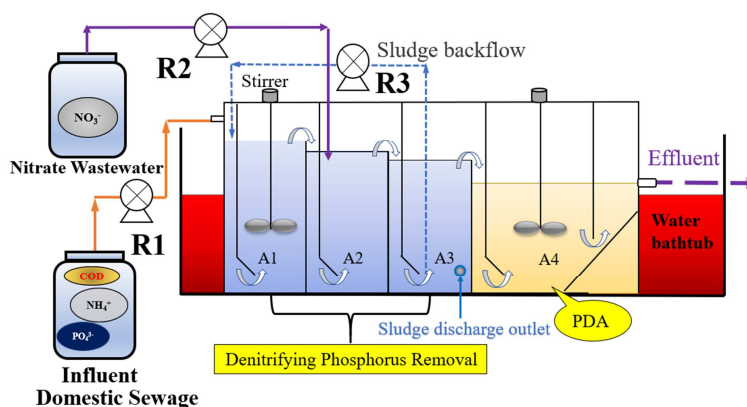 R2
Sludge backflow
R3
Stirrer
NO₃⁻
Nitrate Wastewater
Effluent
R1
Water
bathtub
A1
A2
A3
A4
COD
NH₄⁺
PO₄³⁻
Sludge discharge outlet
PDA
Denitrifying Phosphorus Removal
Influent
Domestic Sewage